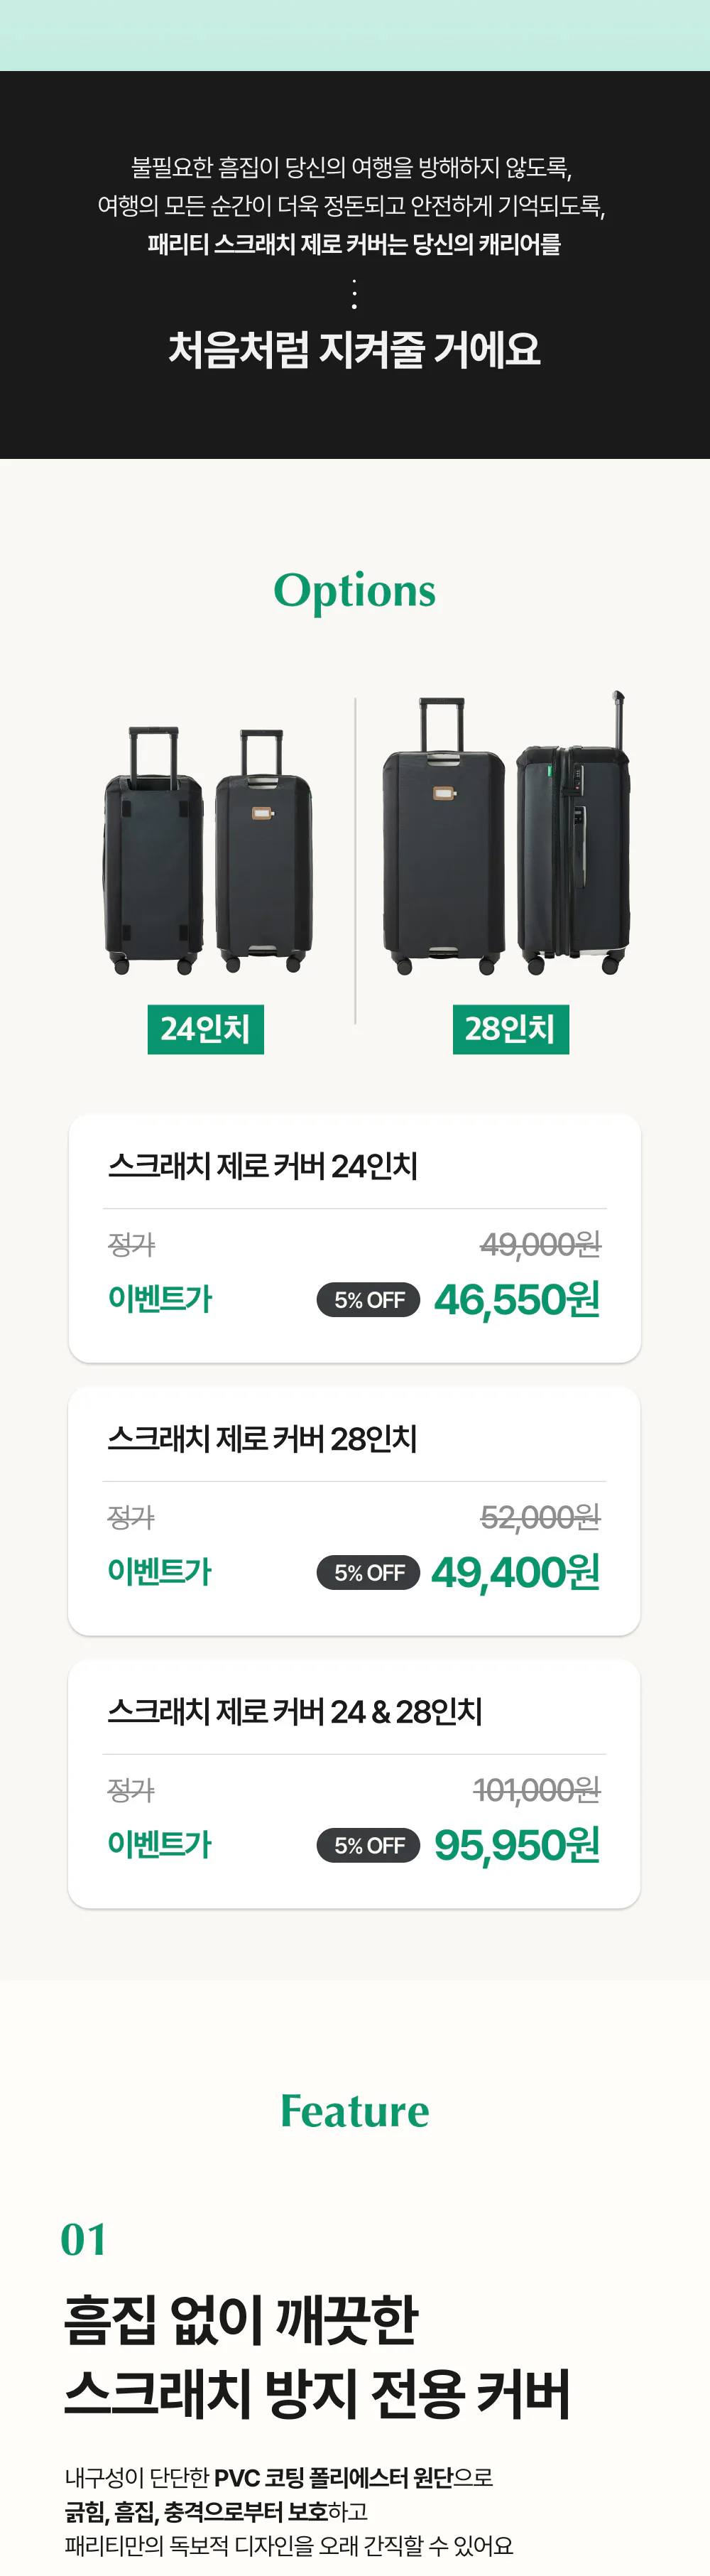 불필요한 흠집이 당신의 여행을 방해하지 않도록,
여행의 모든 순간이 더욱 정돈되고 안전하게 기억되도록,
패리티 스크래치 제로 커버는 당신의 캐리어를
처음처럼 지켜줄 거에요
Options
24인치
28인치
스크래치 제로 커버 24인치
정가 49,000원
이벤트가 5% OFF 46,550원
스크래치 제로 커버 28인치
정가 52,000원
이벤트가 5% OFF 49,400원
스크래치 제로 커버 24 & 28인치
정가 101,000원
이벤트가 5% OFF 95,950원
Feature
01
흠집 없이 깨끗한
스크래치 방지 전용 커버
내구성이 단단한 PVC 코팅 폴리에스터 원단으로
긁힘, 흠집, 충격으로부터 보호하고
패리티만의 독보적 디자인을 오래 간직할 수 있어요